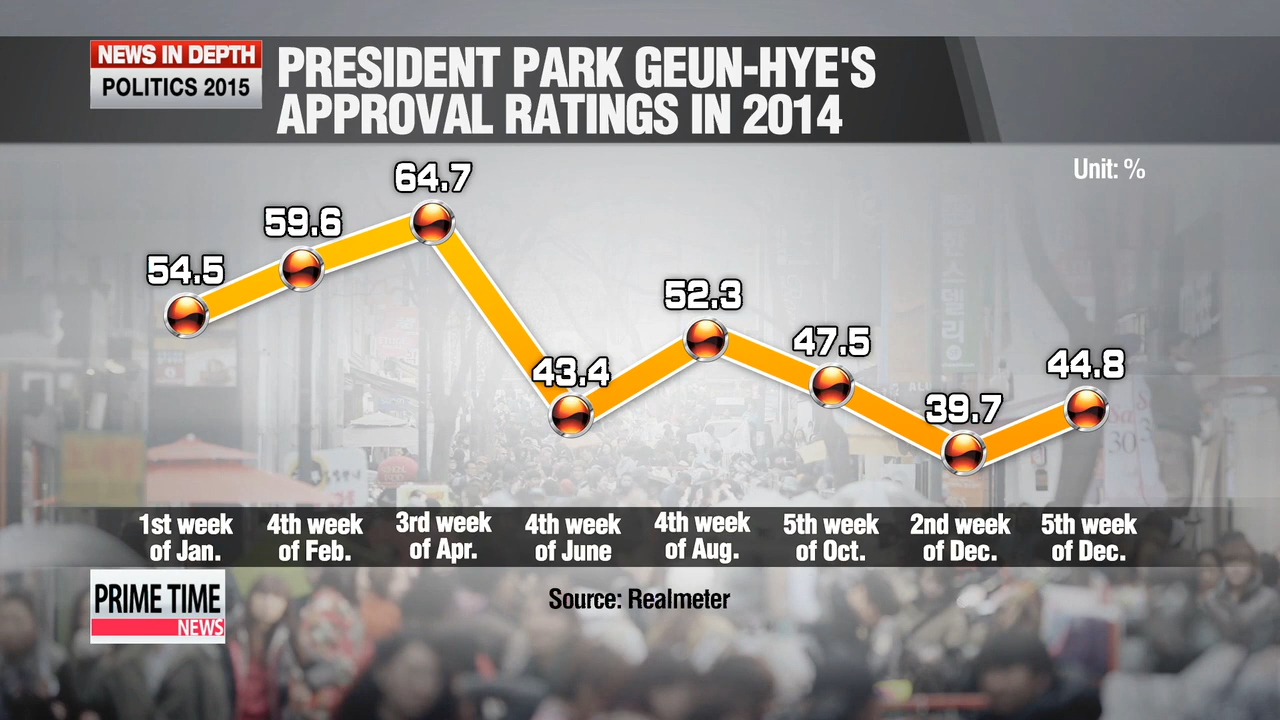 NEWS IN DEPTH
POLITICS 2015
PRESIDENT PARK GEUN-HYE'S
APPROVAL RATINGS IN 2014
Unit: %
54.5
59.6
64.7
43.4
52.3
47.5
39.7
44.8
1st week
of Jan.
4th week
of Feb.
3rd week
of Apr.
4th week
of June
4th week
of Aug.
5th week
of Oct.
2nd week
of Dec.
5th week
of Dec.
PRIME TIME
NEWS
Source: Realmeter